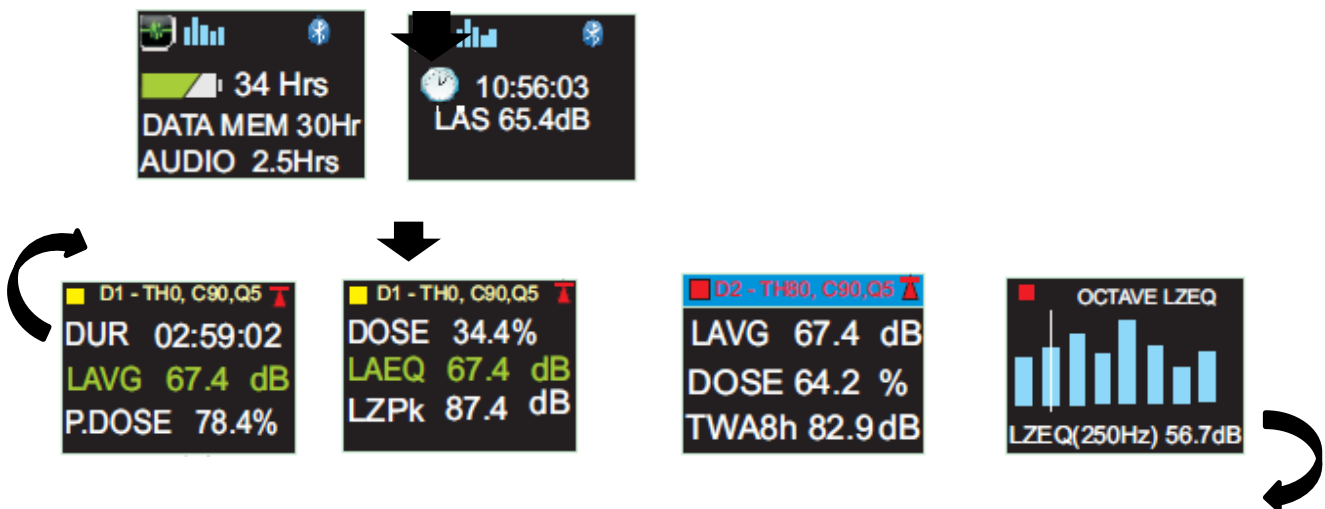 34 Hrs
DATA MEM 30Hr
AUDIO 2.5Hrs
10:56:03
LAS 65.4dB
D1 - TH0, C90,Q5
DUR 02:59:02
LAVG 67.4 dB
P.DOSE 78.4%
D1 - TH0, C90,Q5
DOSE 34.4%
LAEQ 67.4 dB
LZPk 87.4 dB
D2 - TH80, C90,Q5
LAVG 67.4 dB
DOSE 64.2 %
TWA8h 82.9 dB
OCTAVE LZEQ
LZEQ(250Hz) 56.7dB